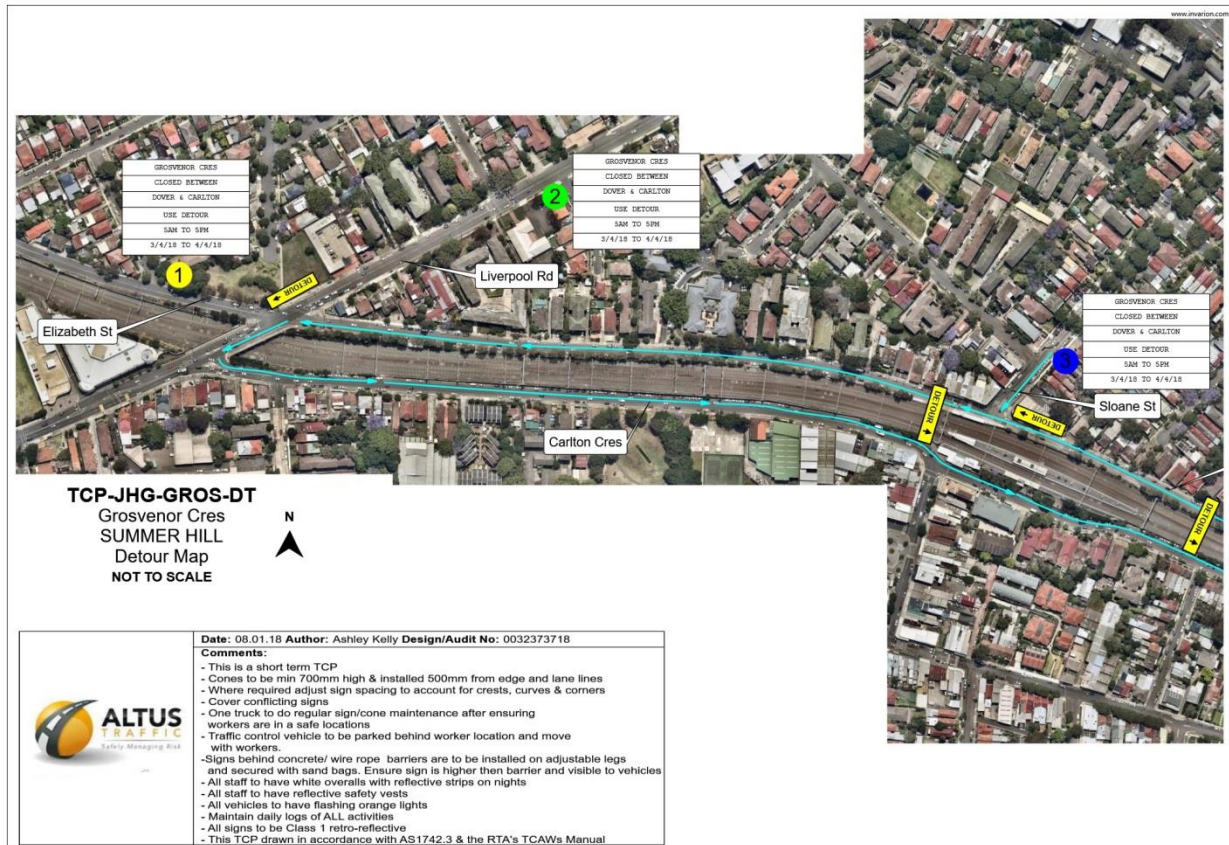 www.invarion.com
GROSVENOR CRES
CLOSED BETWEEN
DOVER & CARLTON
USE DETOUR
5AM TO 5PM
3/4/18 TO 4/4/18
1
2
GROSVENOR CRES
CLOSED BETWEEN
DOVER & CARLTON
USE DETOUR
5AM TO 5PM
3/4/18 TO 4/4/18
Liverpool Rd
DETOUR
Elizabeth St
GROSVENOR CRES
CLOSED BETWEEN
DOVER & CARLTON
USE DETOUR
5AM TO 5PM
3/4/18 TO 4/4/18
3
Sloane St
DETOUR
DETOUR
Carlton Cres
DETOUR
TCP-JHG-GROS-DT
Grosvenor Cres
SUMMER HILL
Detour Map
NOT TO SCALE
N
ALTUS
TRAFFIC
Safely Managing Risk
Date: 08.01.18 Author: Ashley Kelly Design/Audit No: 0032373718
Comments:
- This is a short term TCP
- Cones to be min 700mm high & installed 500mm from edge and lane lines
- Where required adjust sign spacing to account for crests, curves & corners
- Cover conflicting signs
- One truck to do regular sign/cone maintenance after ensuring
workers are in a safe locations
- Traffic control vehicle to be parked behind worker location and move
with workers.
-Signs behind concrete/ wire rope barriers are to be installed on adjustable legs
and secured with sand bags. Ensure sign is higher then barrier and visible to vehicles
- All staff to have white overalls with reflective strips on nights
- All staff to have reflective safety vests
- All vehicles to have flashing orange lights
- Maintain daily logs of ALL activities
- All signs to be Class 1 retro-reflective
- This TCP drawn in accordance with AS1742.3 & the RTA's TCAWs Manual